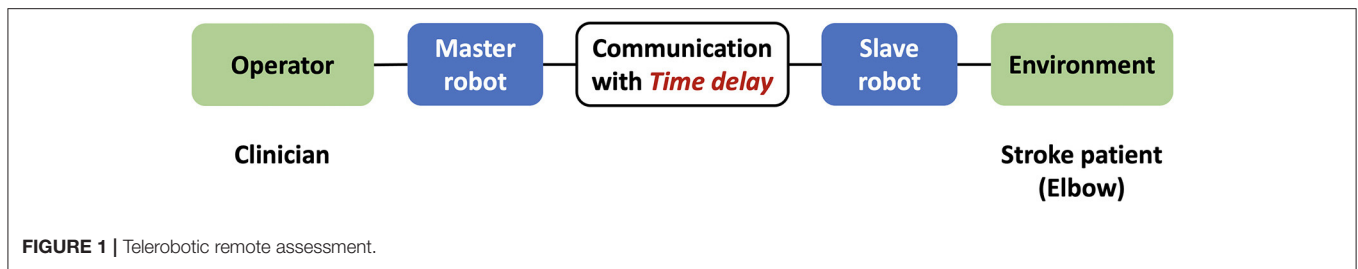 Operator
Master
robot
Communication
with Time delay
Slave
robot
Environment
Clinician
Stroke patient
(Elbow)
FIGURE 1 | Telerobotic remote assessment.